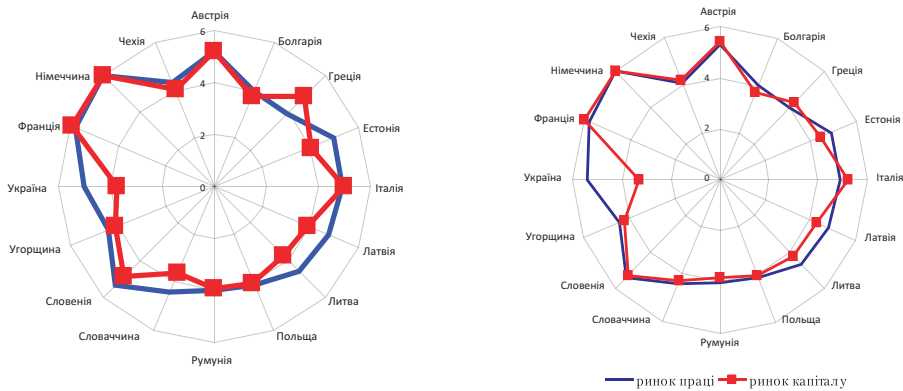 Австрія
6
Болгарія
Греція
Естонія
Італія
Латвія
Литва
Польща
Румунія
Словаччина
Словенія
Угорщина
Україна
Франція
Німеччина
Чехія
4
2
0
Австрія
6
Болгарія
Греція
Естонія
Італія
Латвія
Литва
Польща
Румунія
Словаччина
Словенія
Угорщина
Україна
Франція
Німеччина
Чехія
4
2
0
ринок праці ринок капіталу